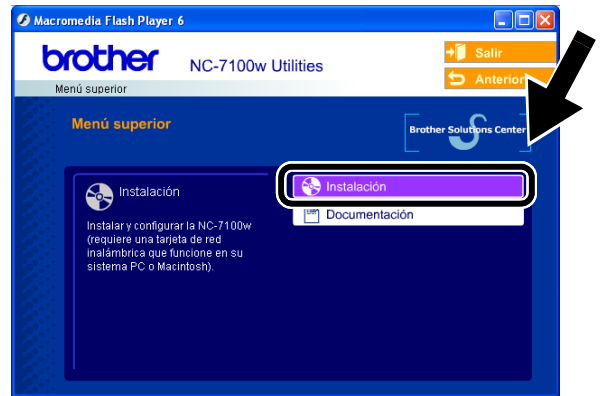 Macromedia Flash Player 6
brother
NC-7100w Utilities
Salir
Anterior
Menú superior
Menú superior
Brother Solutions Center
Instalación
Instalar y configurar la NC-7100w
(requiere una tarjeta de red
inalámbrica que funcione en su
sistema PC o Macintosh).
Instalación
Documentación